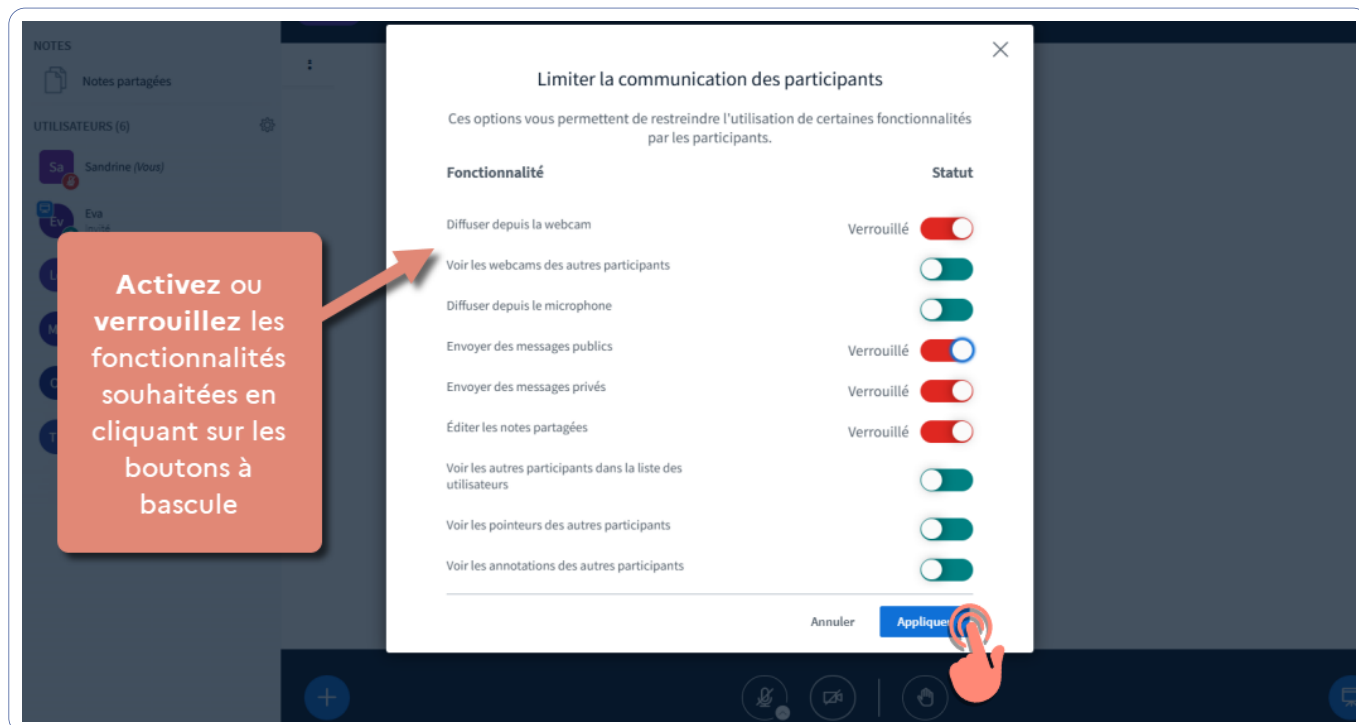 NOTES
Notes partagées
UTILISATEURS (6)
Sa
Sandrine (Vous)
Ev
Eva
Invité
Activez ou
verrouillez les
fonctionnalités
souhaitées en
cliquant sur les
boutons à
bascule
Limiter la communication des participants
Ces options vous permettent de restreindre l'utilisation de certaines fonctionnalités
par les participants.
Fonctionnalité Statut
Diffuser depuis la webcam Verrouillé
Voir les webcams des autres participants
Diffuser depuis le microphone
Envoyer des messages publics Verrouillé
Envoyer des messages privés Verrouillé
Éditer les notes partagées Verrouillé
Voir les autres participants dans la liste des
utilisateurs
Voir les pointeurs des autres participants
Voir les annotations des autres participants
Annuler Appliquer